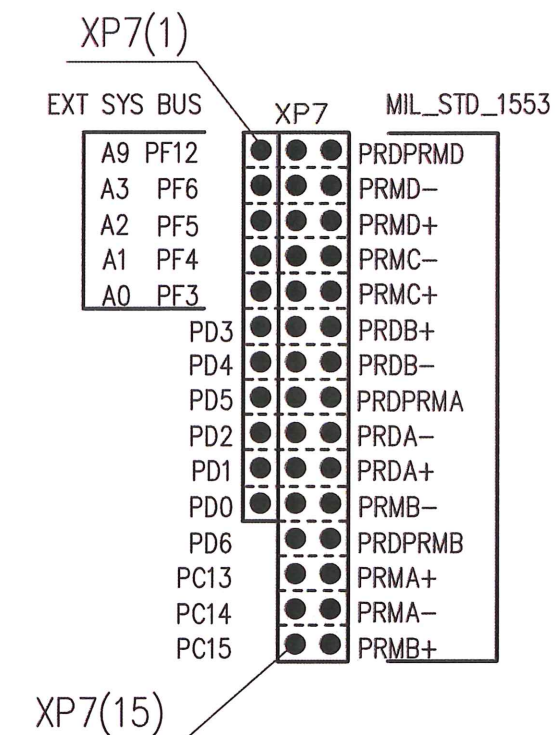 XP7(1)
EXT SYS BUS XP7 MIL_STD_1553
A9 PF12 PRDPRMD
A3 PF6 PRMD-
A2 PF5 PRMD+
A1 PF4 PRMC-
A0 PF3 PRMC+
PD3 PRDB+
PD4 PRDB-
PD5 PRDPRMA
PD2 PRDA-
PD1 PRDA+
PD0 PRMB-
PD6 PRDPRMB
PC13 PRMA+
PC14 PRMA-
PC15 PRMB+
XP7(15)